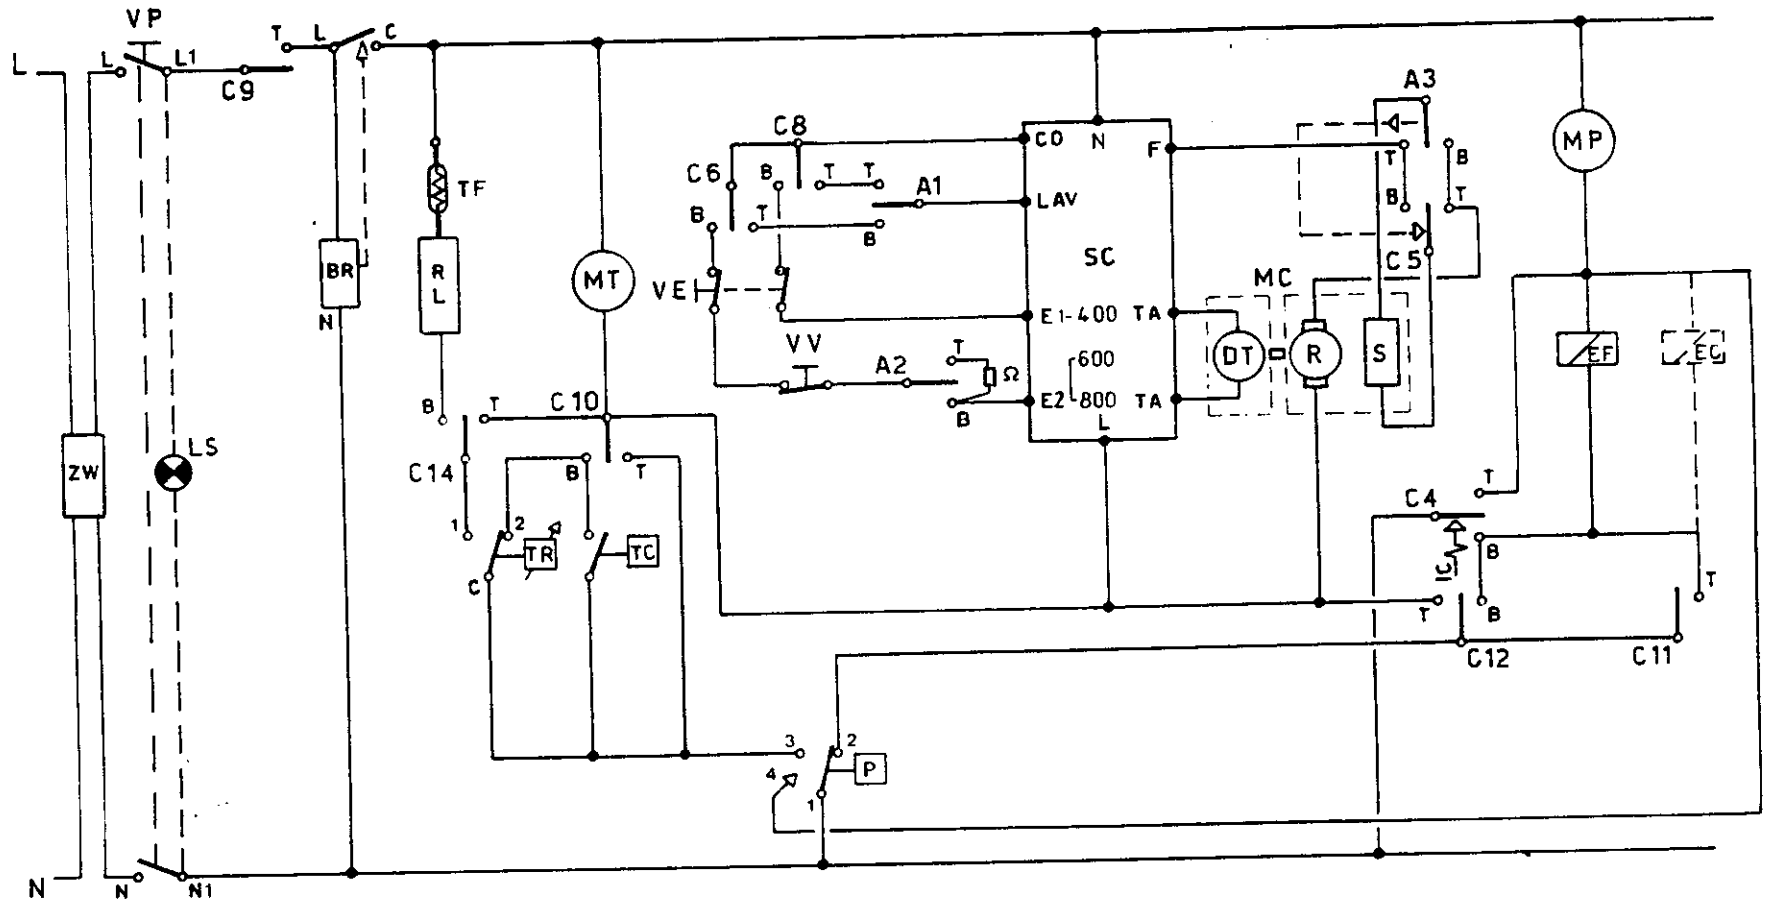 VP
L
L
L1
C9
T
L
C
BR
N
TF
R
L
MT
C8
C6
B
T
T
A1
B
T
B
VE
VV
A2
T
Ω
B
CO
N
F
LAV
SC
E1-400
TA
600
E2
800
TA
L
MC
DT
R
S
A3
T
B
B
T
C5
MP
EF
EC
ZW
LS
B
T
C10
C14
B
T
1
2
TR
C
TC
C4
T
B
IC
T
B
T
C12
C11
3
2
4
P
1
N
N
N1